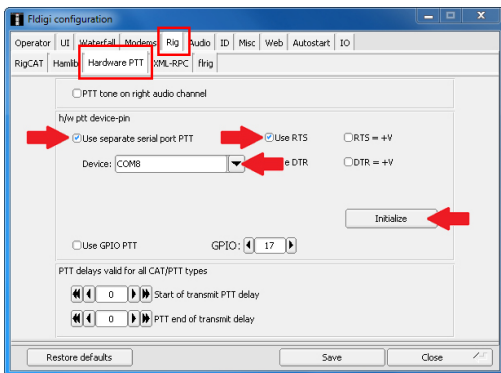 Fldigi configuration
Operator UI Waterfall Modems Rig Audio ID Misc Web Autostart IO
RigCAT Hamlib Hardware PTT XML-RPC flrig
PTT tone on right audio channel
h/w ptt device-pin
Use separate serial port PTT Use RTS RTS = +V
Device: COM8 e DTR DTR = +V
Initialize
Use GPIO PTT GPIO: 17
PTT delays valid for all CAT/PTT types
0 Start of transmit PTT delay
0 PTT end of transmit delay
Restore defaults Save Close